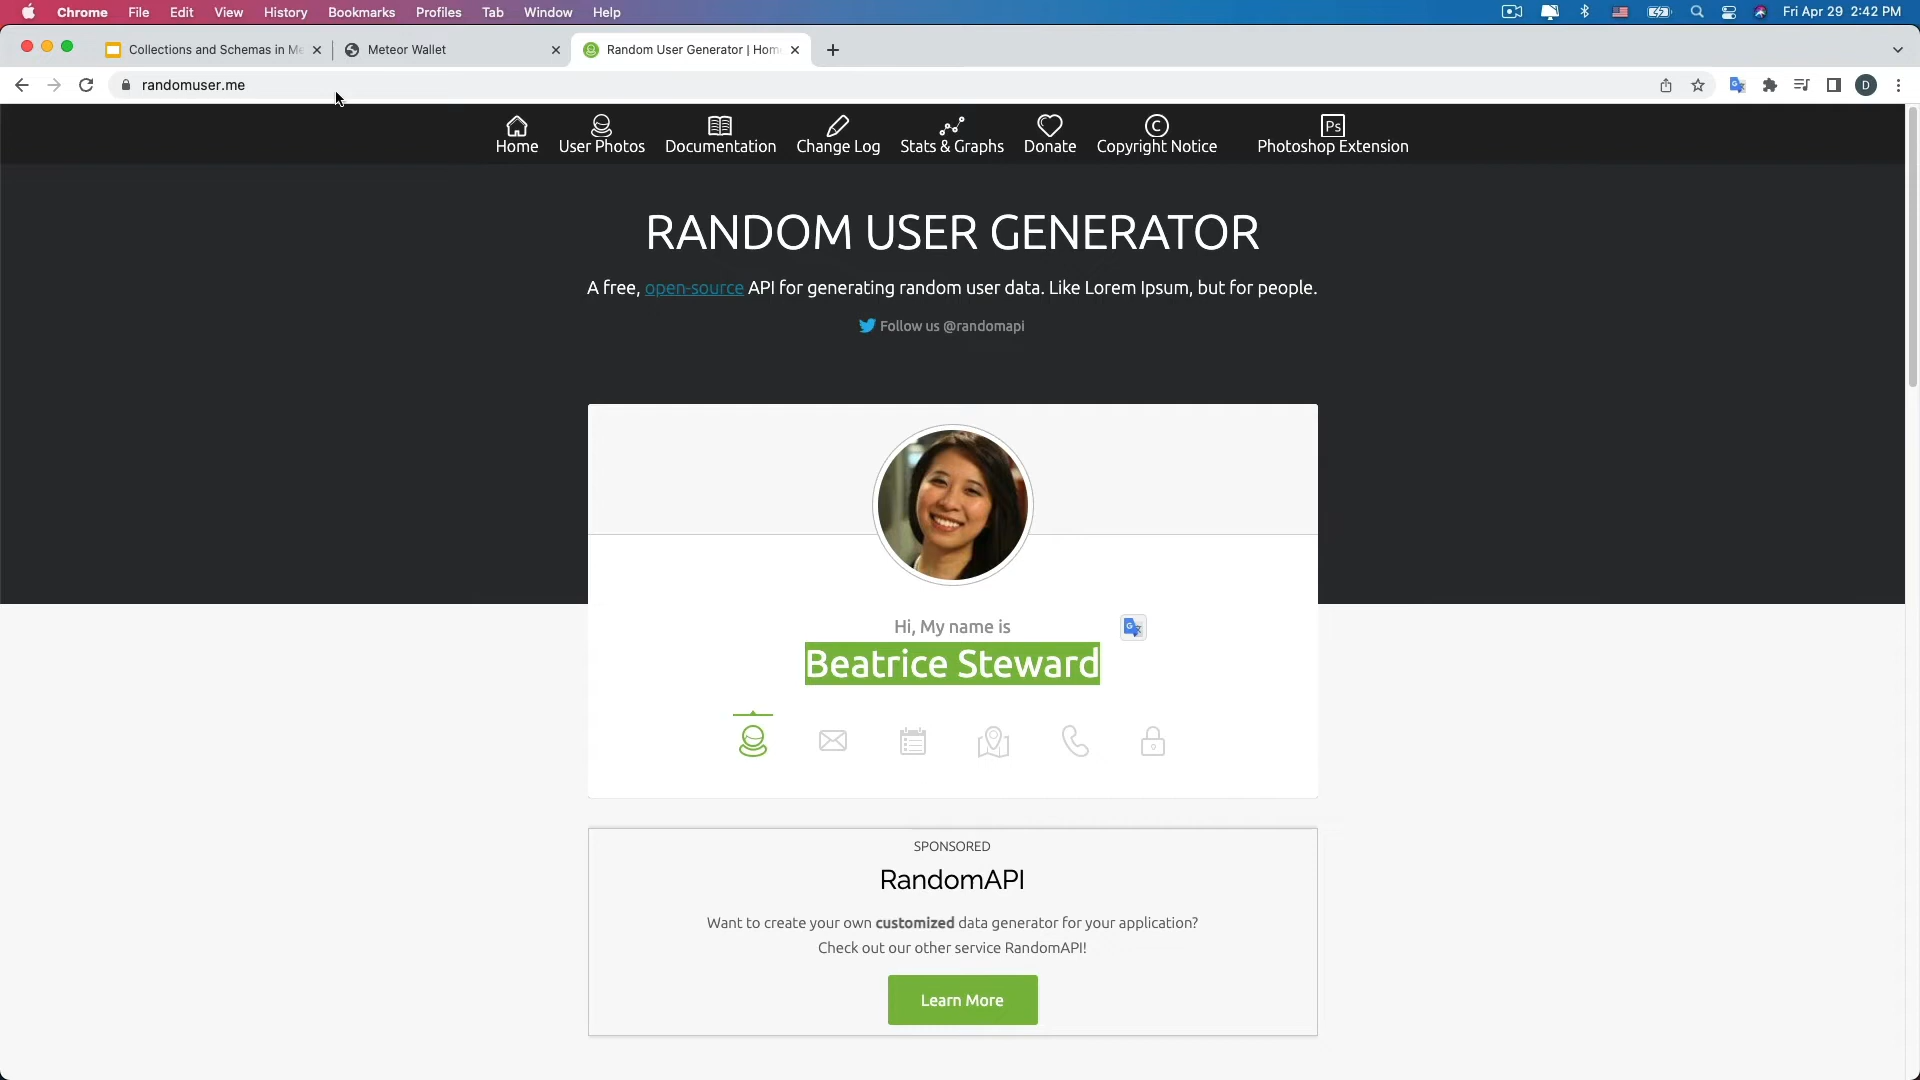 Chrome File Edit View History Bookmarks Profiles Tab Window Help Fri Apr 29 2:42 PM
Collections and Schemas in Me Meteor Wallet Random User Generator | Hom
randomuser.me D
Home User Photos Documentation Change Log Stats & Graphs Donate Copyright Notice Photoshop Extension
RANDOM USER GENERATOR
A free, open-source API for generating random user data. Like Lorem Ipsum, but for people.
Follow us @randomapi
Hi, My name is
Beatrice Steward
SPONSORED
RandomAPI
Want to create your own customized data generator for your application?
Check out our other service RandomAPI!
Learn More